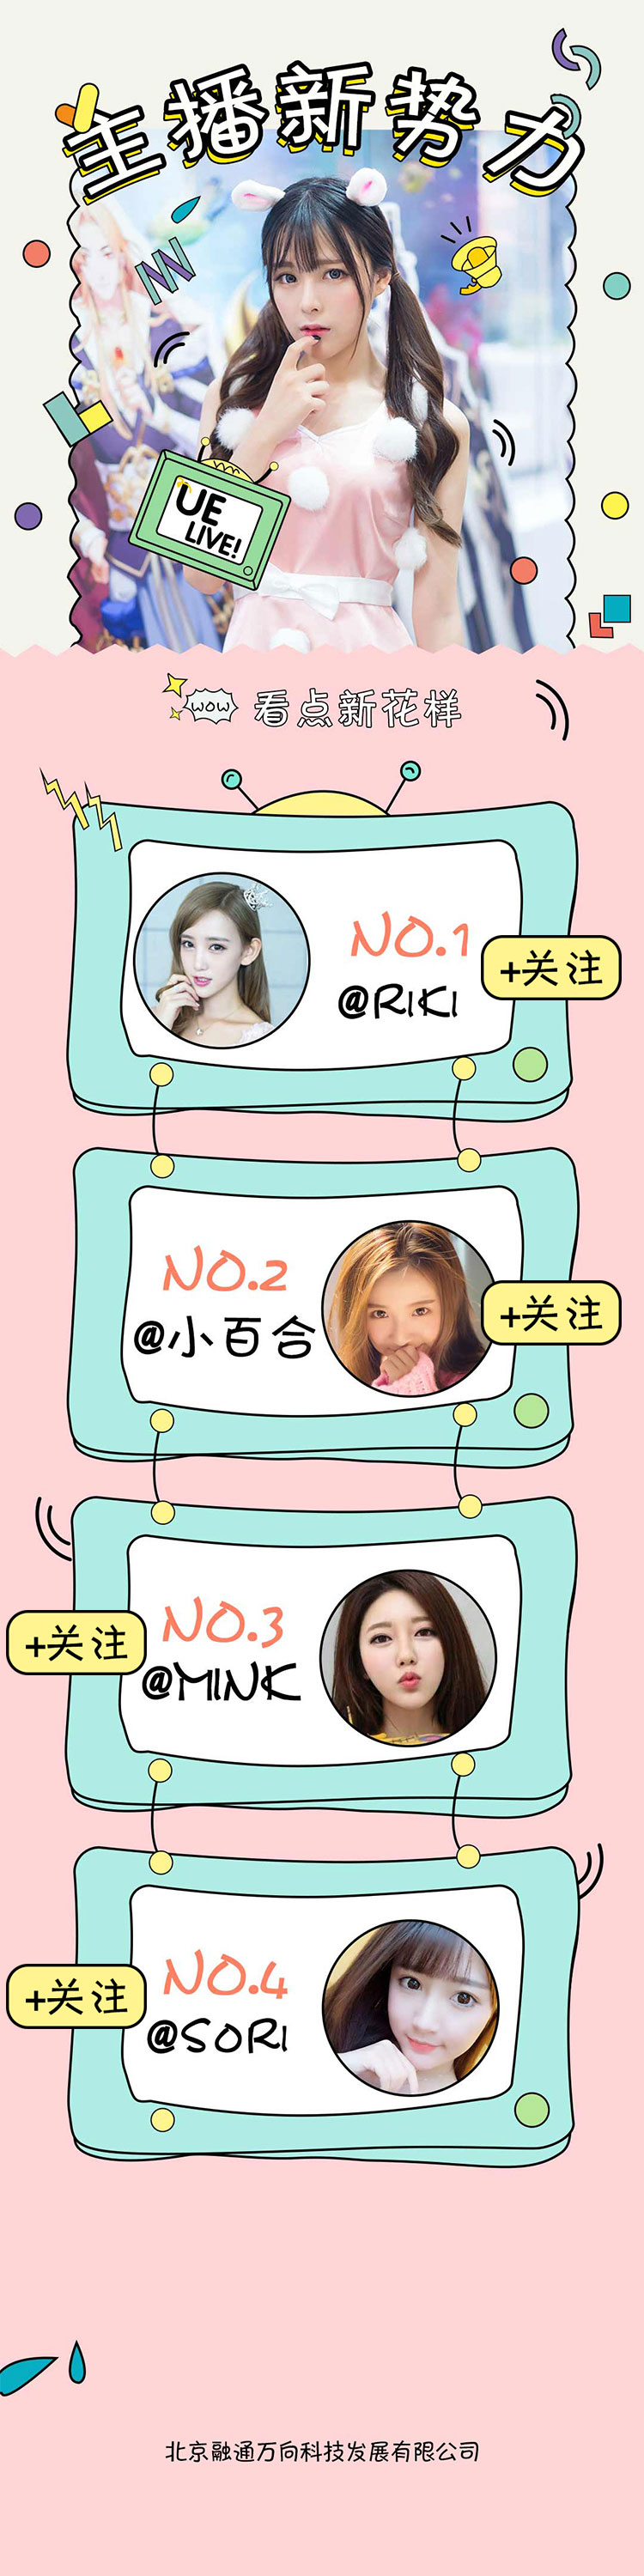 主播新势力
UE
LIVE!
WOW 看点新花样
NO.1
@RIKI
+关注
NO.2
@小百合
+关注
NO.3
@MINK
+关注
NO.4
@SORI
+关注
北京融通万向科技发展有限公司